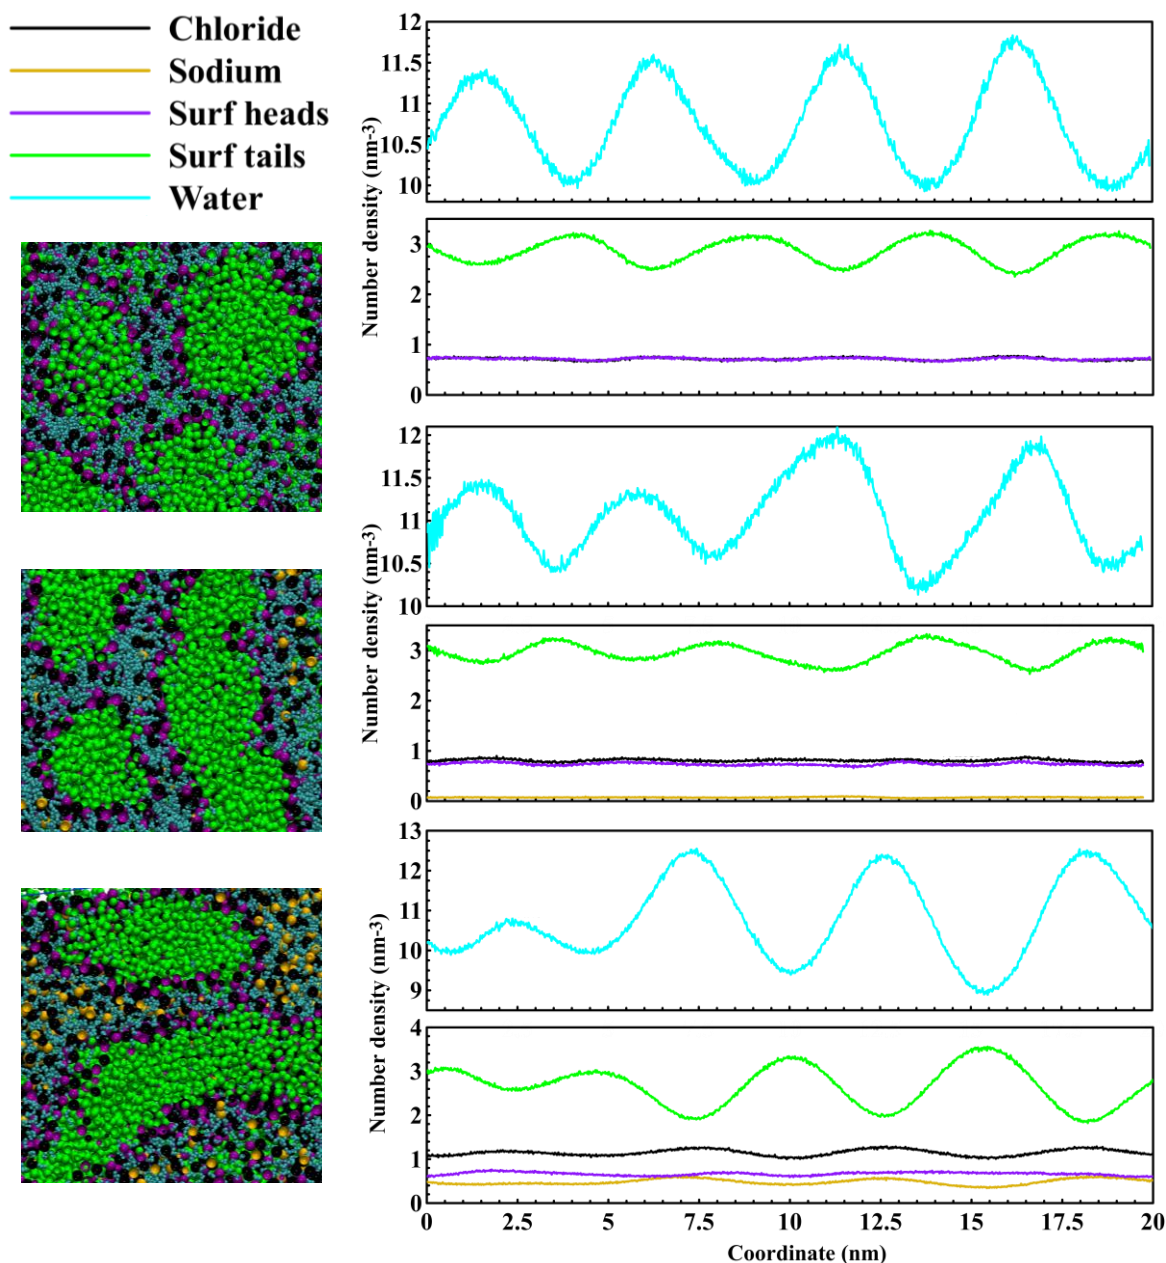 Chloride
Sodium
Surf heads
Surf tails
Water
Number density (nm-3)
12
11.5
11
10.5
10
3
2
1
0
Number density (nm-3)
12
11.5
11
10.5
10
3
2
1
0
Number density (nm-3)
13
12
11
10
9
4
3
2
1
0
0 2.5 5 7.5 10 12.5 15 17.5 20
Coordinate (nm)